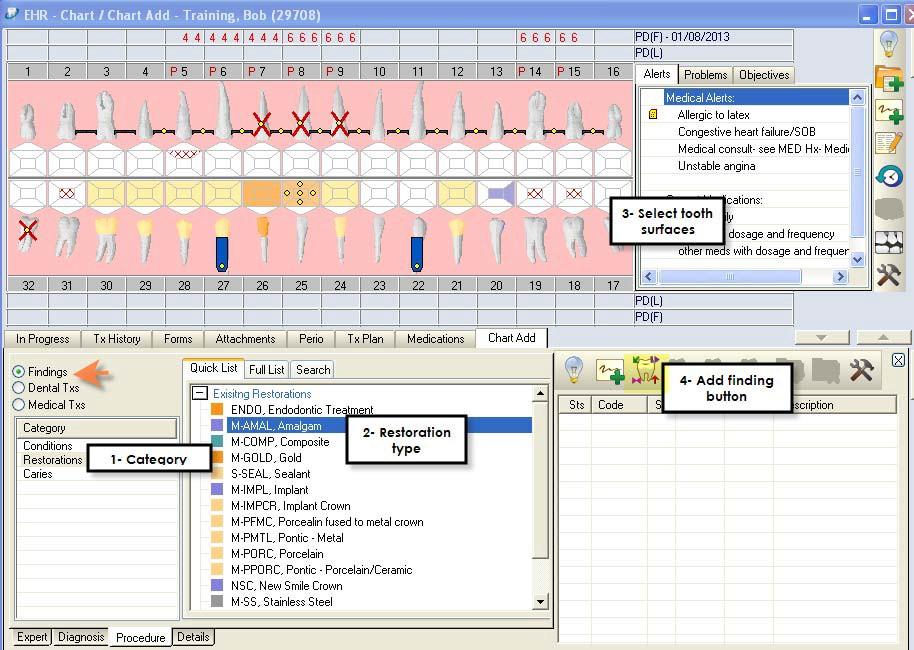 EHR - Chart / Chart Add - Training, Bob (29708)
4 4 4 4 4 4 4 4 6 6 6 6 6 6 6 6 6 6 6 PD(F) - 01/08/2013
PD(L)
1 2 3 4 P 5 P 6 P 7 P 8 P 9 10 11 12 13 P 14 P 15 16
Alerts Problems Objectives
Medical Alerts:
Allergic to latex
Congestive heart failure/SOB
Medical consult- see MED Hx- Medi
Unstable angina
Medications:
dosage and frequency
other meds with dosage and frequen
3- Select tooth
surfaces
32 31 30 29 28 27 26 25 24 23 22 21 20 19 18 17
PD(L)
PD(F)
In Progress Tx History Forms Attachments Perio Tx Plan Medications Chart Add
Findings
Dental Txs
Medical Txs
Category
Conditions
Restorations
Caries
1- Category
Quick List Full List Search
Exisiting Restorations
ENDO, Endodontic Treatment
M-AMAL, Amalgam
M-COMP, Composite
M-GOLD, Gold
S-SEAL, Sealant
M-IMPL, Implant
M-IMPCR, Implant Crown
M-PFMC, Porcealin fused to metal crown
M-PMTL, Pontic - Metal
M-PORC, Porcelain
M-PPORC, Pontic - Porcelain/Ceramic
NSC, New Smile Crown
M-SS, Stainless Steel
2- Restoration
type
4- Add finding
button
Sts Code S scription
Expert Diagnosis Procedure Details